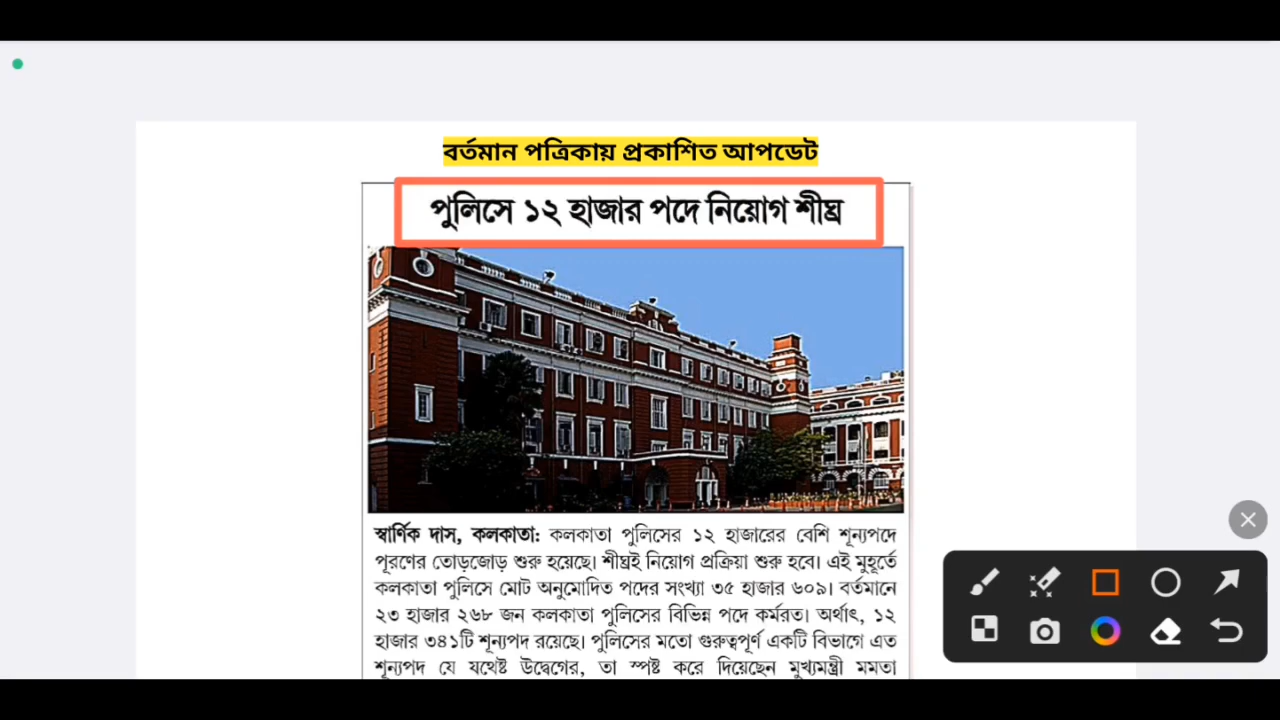 বর্তমান পত্রিকায় প্রকাশিত আপডেট
পুলিসে ১২ হাজার পদে নিয়োগ শীঘ্র
স্বার্ণিক দাস, কলকাতা: কলকাতা পুলিসের ১২ হাজারের বেশি শূন্যপদে
পূরণের তোড়জোড় শুরু হয়েছে। শীঘ্রই নিয়োগ প্রক্রিয়া শুরু হবে। এই মুহূর্তে
কলকাতা পুলিসে মোট অনুমোদিত পদের সংখ্যা ৩৫ হাজার ৬০৯। বর্তমানে
২৩ হাজার ২৬৮ জন কলকাতা পুলিসের বিভিন্ন পদে কর্মরত। অর্থাৎ, ১২
হাজার ৩৪১টি শূন্যপদ রয়েছে। পুলিসের মতো গুরুত্বপূর্ণ একটি বিভাগে এত
শূন্যপদ যে যথেষ্ট উদ্বেগের, তা স্পষ্ট করে দিয়েছেন মুখ্যমন্ত্রী মমতা